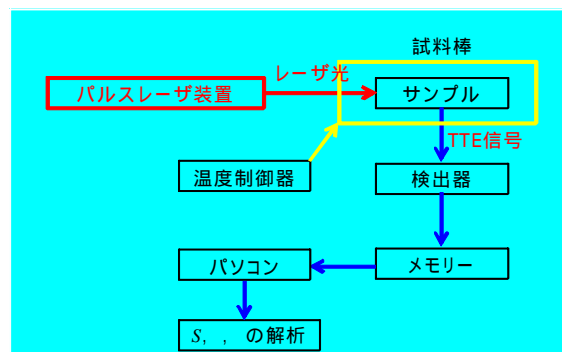 試料棒
レーザ光
パルスレーザ装置
サンプル
TTE信号
温度制御器
検出器
パソコン
メモリー
S, , の解析